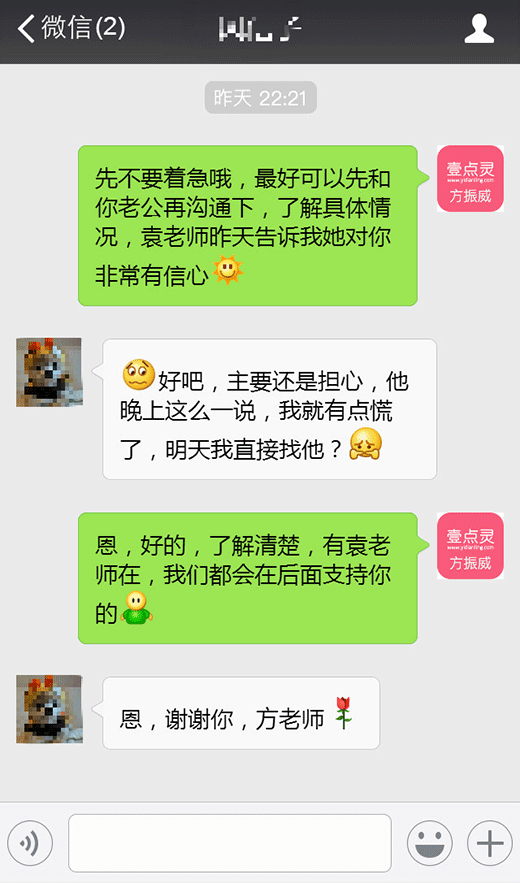 微信(2)
昨天 22:21
先不要着急哦，最好可以先和
你老公再沟通下，了解具体情
况，袁老师昨天告诉我她对你
非常有信心
壹点灵
www.yidianling.com
方振威
好吧，主要还是担心，他
晚上这么一说，我就有点慌
了，明天我直接找他？
恩，好的，了解清楚，有袁老
师在，我们都会在后面支持你
的
壹点灵
www.yidianling.com
方振威
恩，谢谢你，方老师